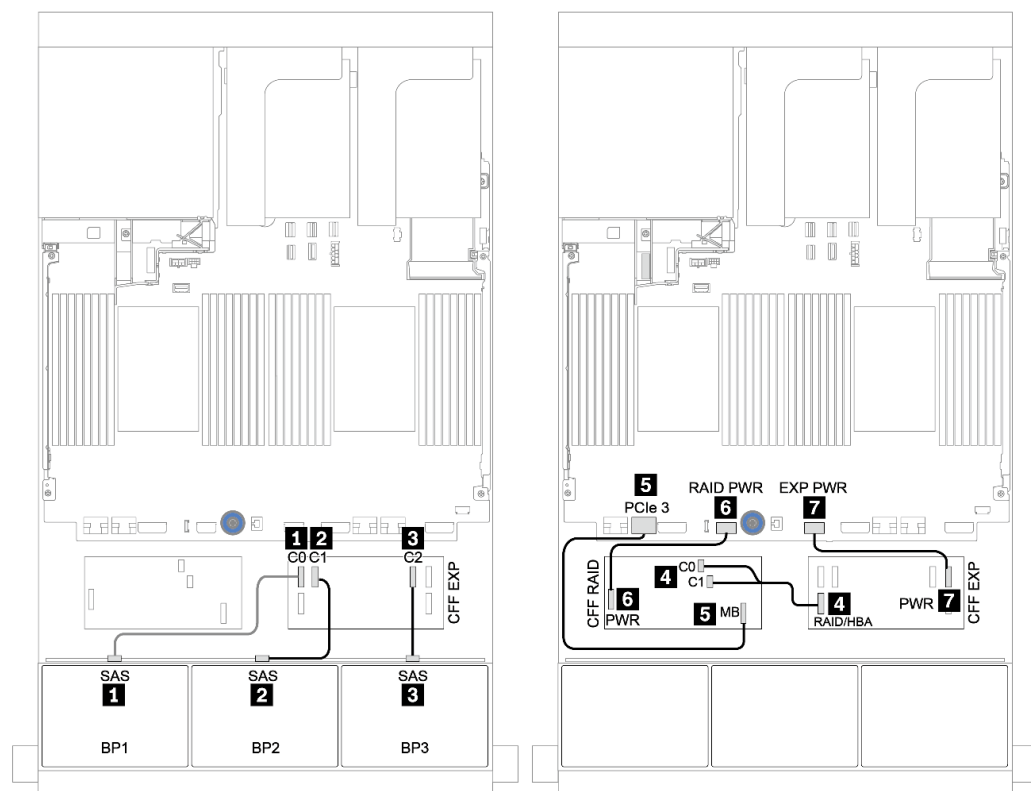 1 2 3
C0 C1 C2
CFF EXP
SAS SAS SAS
1 2 3
BP1 BP2 BP3
5 RAID PWR EXP PWR
PCIe 3 6 7
CFF RAID
4 C0
C1
6
PWR
5 MB
4
RAID/HBA
PWR 7
CFF EXP